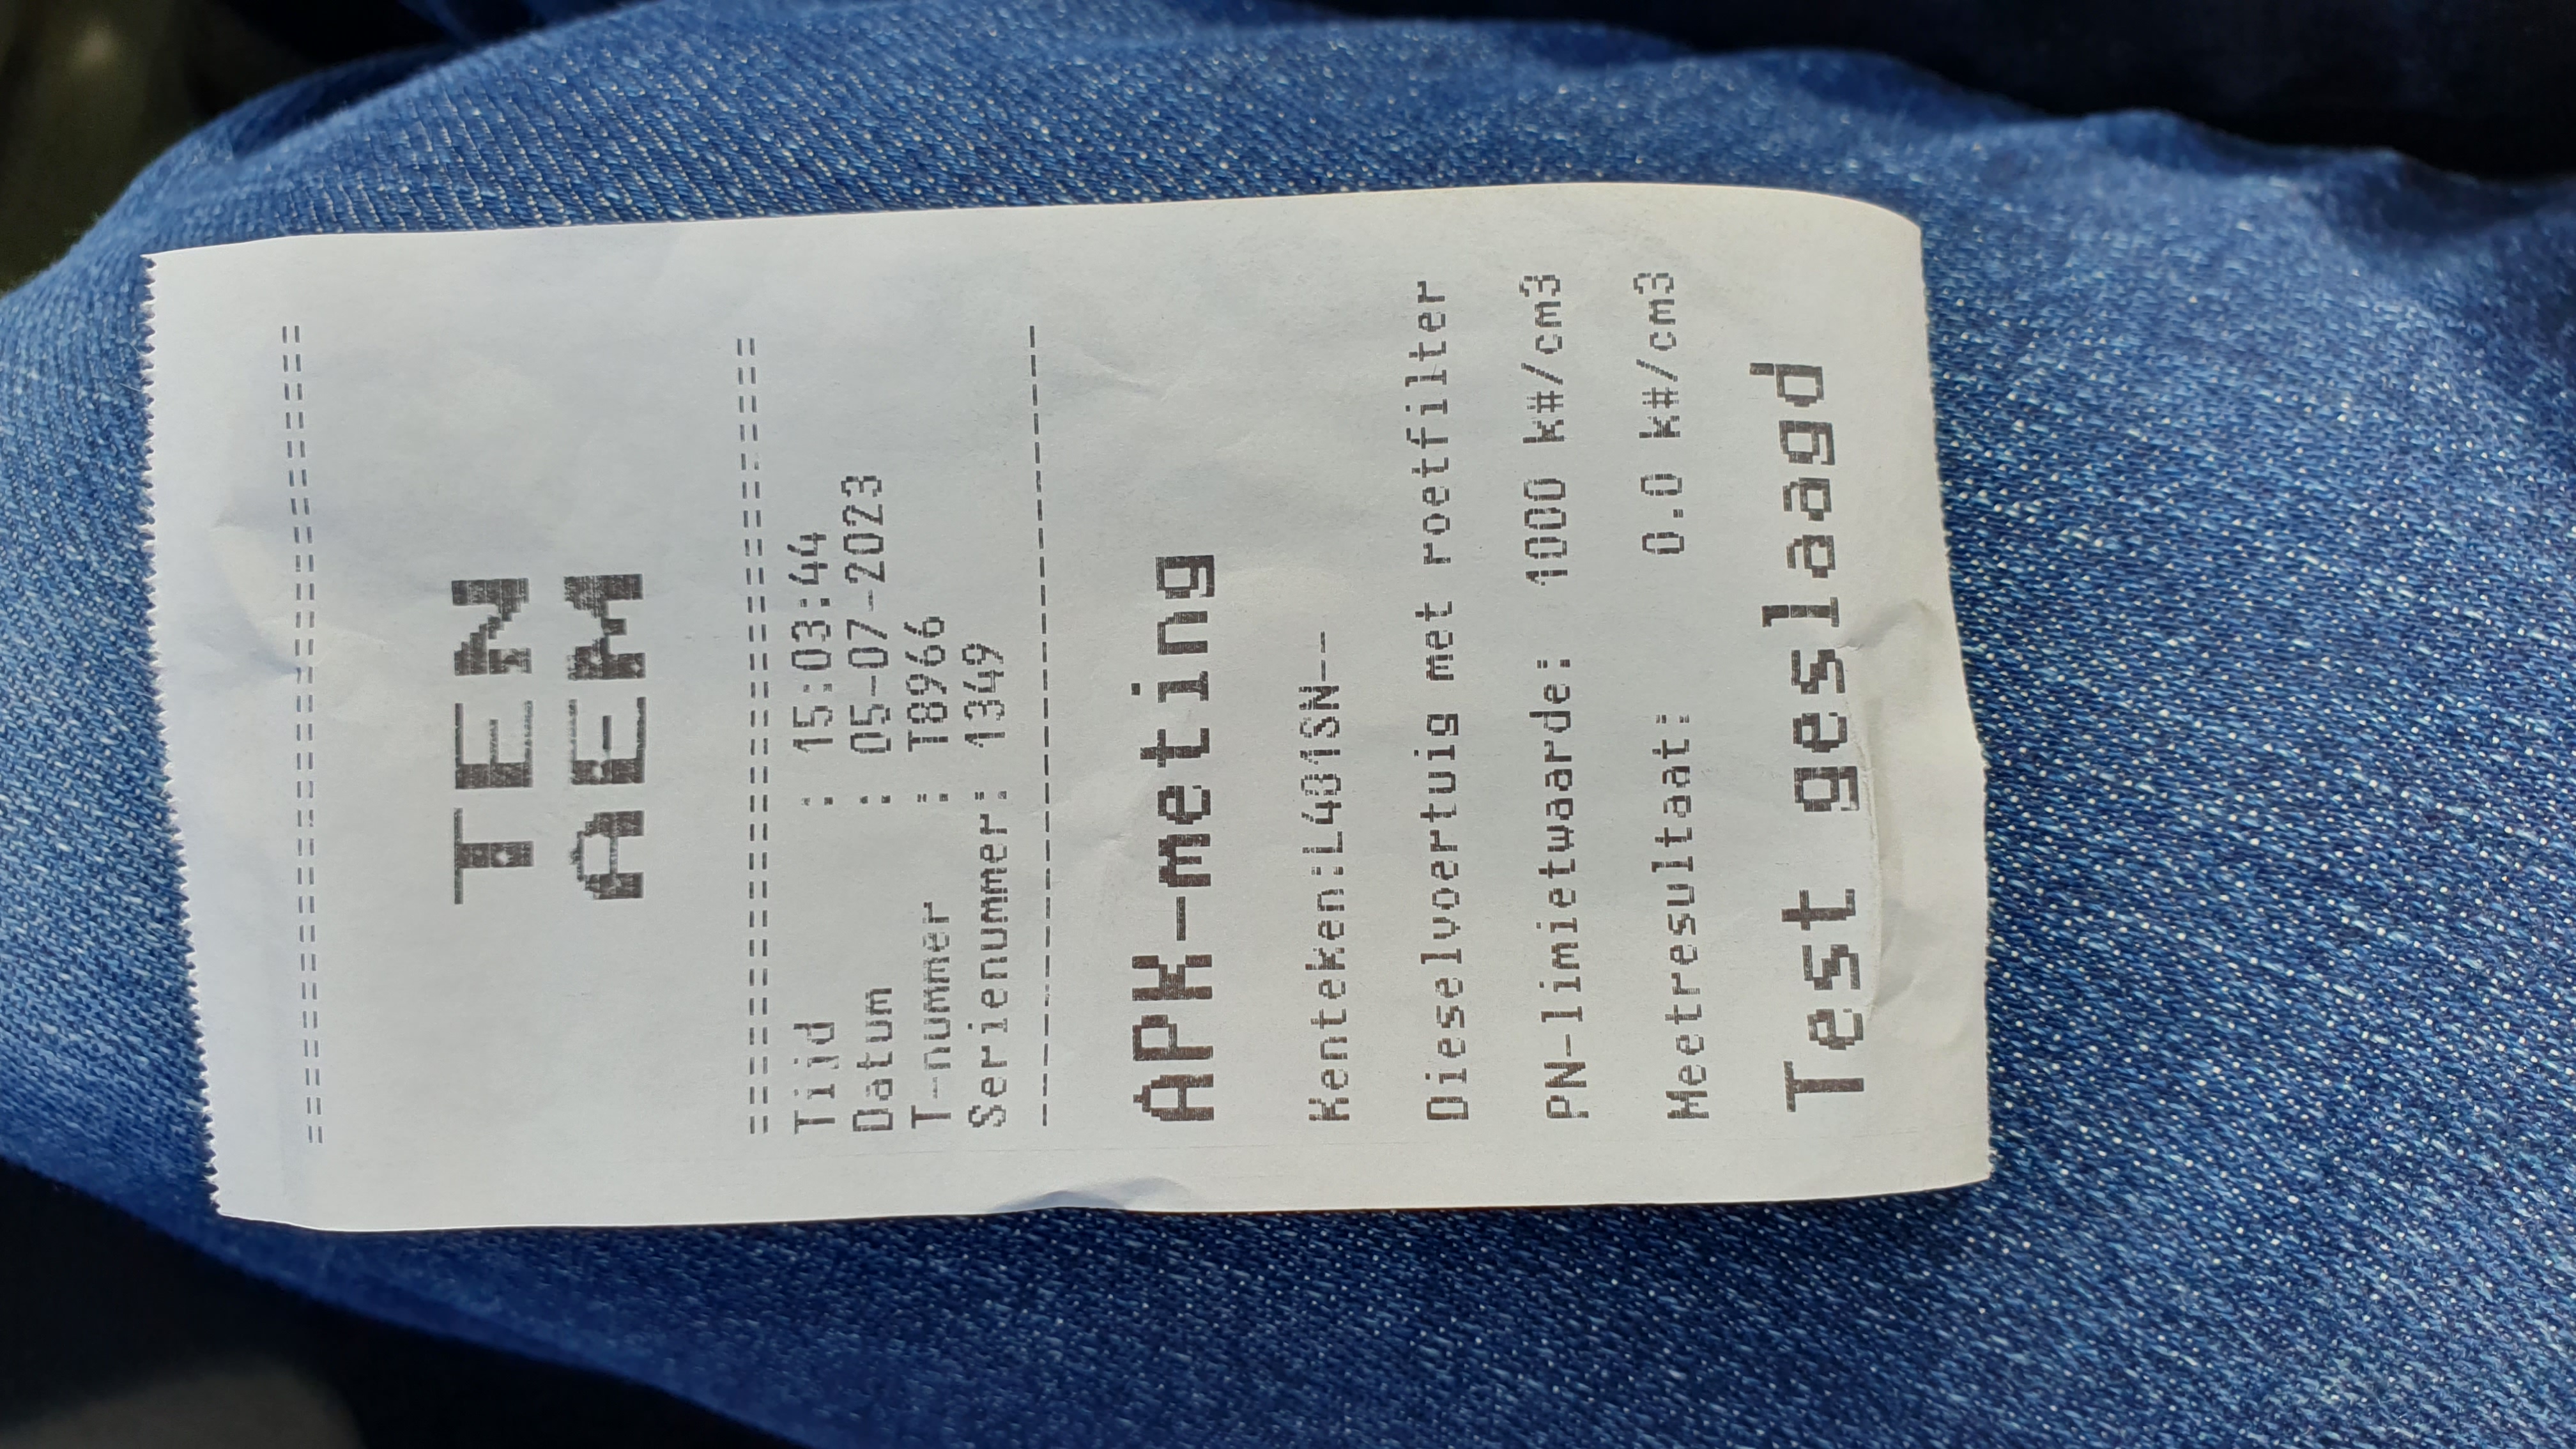 ==============================
TEN
AEM
==============================
Tijd : 15:03:44
Datum : 05-07-2023
T-nummer : T8966
Serienummer: 1349
------------------------------
APK-meting
Kenteken:L481SN--
Dieselvoertuig met roetfilter
PN-limietwaarde: 1000 k#/cm3
Meetresultaat: 0.0 k#/cm3
Test geslaagd